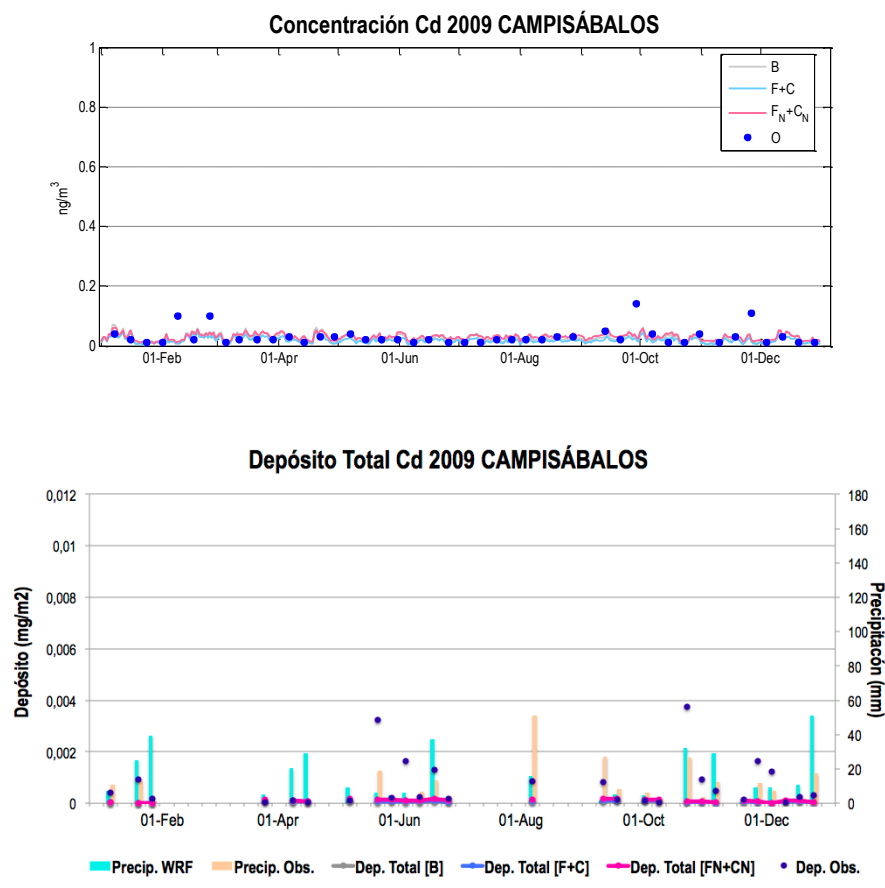 Concentración Cd 2009 CAMPISÁBALOS
1
0.8
0.6
0.4
0.2
0
ng/m3
B
F+C
FN+CN
O
01-Feb 01-Apr 01-Jun 01-Aug 01-Oct 01-Dec
Depósito Total Cd 2009 CAMPISÁBALOS
0,012
0,01
0,008
0,006
0,004
0,002
0
Depósito (mg/m2)
180
160
140
120
100
80
60
40
20
0
Precipitacón (mm)
01-Feb 01-Apr 01-Jun 01-Aug 01-Oct 01-Dec
Precip. WRF Precip. Obs. Dep. Total [B] Dep. Total [F+C] Dep. Total [FN+CN] Dep. Obs.